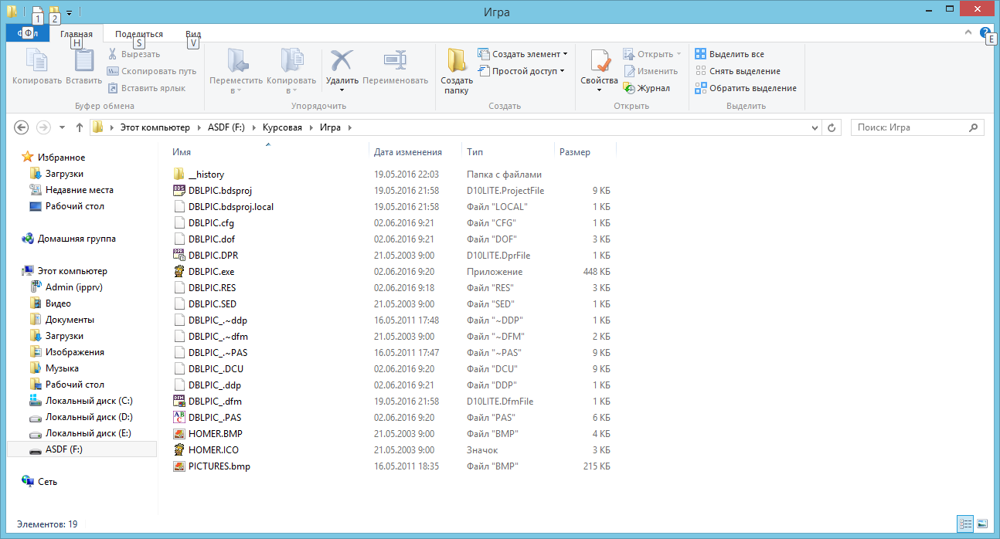 Игра
1 2
Файл Главная Поделиться Вид
Ф H S V E
Копировать Вставить
Вырезать
Скопировать путь
Вставить ярлык
Буфер обмена
Переместить в Копировать в
Удалить Переименовать
Упорядочить
Создать папку
Создать элемент
Простой доступ
Создать
Свойства
Открыть
Изменить
Журнал
Открыть
Выделить все
Снять выделение
Обратить выделение
Выделить
Этот компьютер ASDF (F:) Курсовая Игра
Поиск: Игра
Избранное
Загрузки
Недавние места
Рабочий стол
Домашняя группа
Этот компьютер
Admin (ipprv)
Видео
Документы
Загрузки
Изображения
Музыка
Рабочий стол
Локальный диск (C:)
Локальный диск (D:)
Локальный диск (E:)
ASDF (F:)
Сеть
Имя Дата изменения Тип Размер
__history 19.05.2016 22:03 Папка с файлами
DBLPIC.bdsproj 19.05.2016 21:58 D10LITE.ProjectFile 9 КБ
DBLPIC.bdsproj.local 19.05.2016 21:58 Файл "LOCAL" 1 КБ
DBLPIC.cfg 02.06.2016 9:21 Файл "CFG" 1 КБ
DBLPIC.dof 02.06.2016 9:21 Файл "DOF" 3 КБ
DBLPIC.DPR 21.05.2003 9:00 D10LITE.DprFile 1 КБ
DBLPIC.exe 02.06.2016 9:20 Приложение 448 КБ
DBLPIC.RES 02.06.2016 9:18 Файл "RES" 3 КБ
DBLPIC.SED 21.05.2003 9:00 Файл "SED" 1 КБ
DBLPIC_.~ddp 16.05.2011 17:48 Файл "~DDP" 1 КБ
DBLPIC_.~dfm 21.05.2003 9:00 Файл "~DFM" 2 КБ
DBLPIC_.~PAS 16.05.2011 17:47 Файл "~PAS" 9 КБ
DBLPIC_.DCU 02.06.2016 9:20 Файл "DCU" 9 КБ
DBLPIC_.ddp 02.06.2016 9:21 Файл "DDP" 1 КБ
DBLPIC_.dfm 19.05.2016 21:58 D10LITE.DfmFile 1 КБ
DBLPIC_.PAS 02.06.2016 9:20 Файл "PAS" 6 КБ
HOMER.BMP 21.05.2003 9:00 Файл "BMP" 4 КБ
HOMER.ICO 21.05.2003 9:00 Значок 3 КБ
PICTURES.bmp 16.05.2011 18:35 Файл "BMP" 215 КБ
Элементов: 19